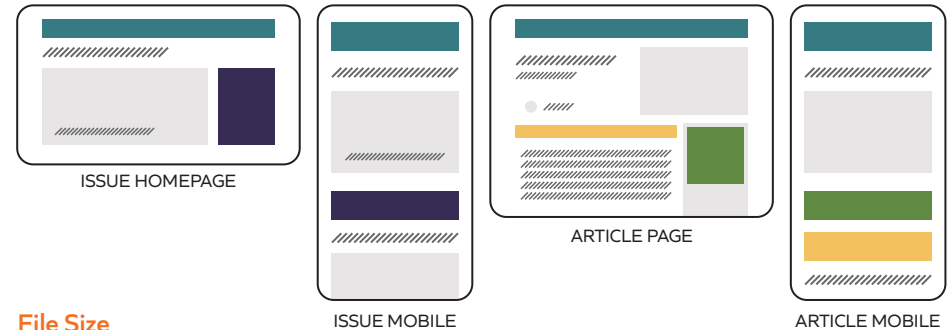 ISSUE HOMEPAGE
ISSUE MOBILE
ARTICLE PAGE
ARTICLE MOBILE
File Size